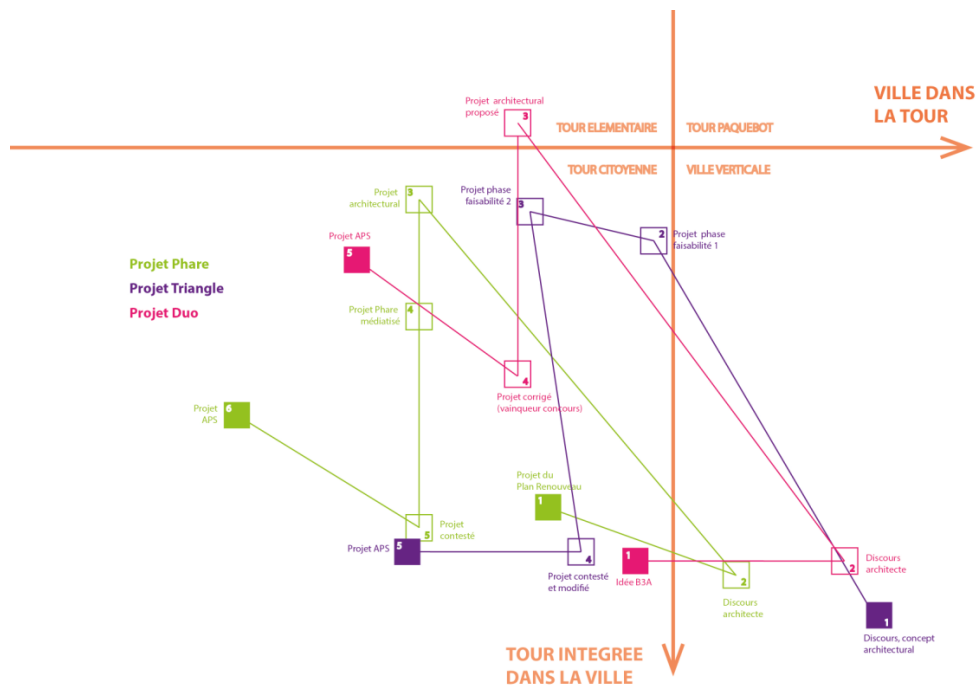 VILLE DANS
LA TOUR
Projet architectural
proposé
3
TOUR ELEMENTAIRE
TOUR PAQUEBOT
TOUR CITOYENNE
VILLE VERTICALE
Projet
architectural
3
Projet phase
faisabilité 2
3
2
Projet phase
faisabilité 1
Projet APS
5
Projet Phare
Projet Triangle
Projet Duo
Projet Phare
médiatisé
4
4
Projet corrigé
(vainqueur concours)
Projet
APS
6
Projet du
Plan Renouveau
1
5
Projet
contesté
Projet APS
5
4
Projet contesté
et modifié
1
Idée B3A
2
Discours
architecte
2
Discours
architecte
1
Discours, concept
architectural
TOUR INTEGREE
DANS LA VILLE